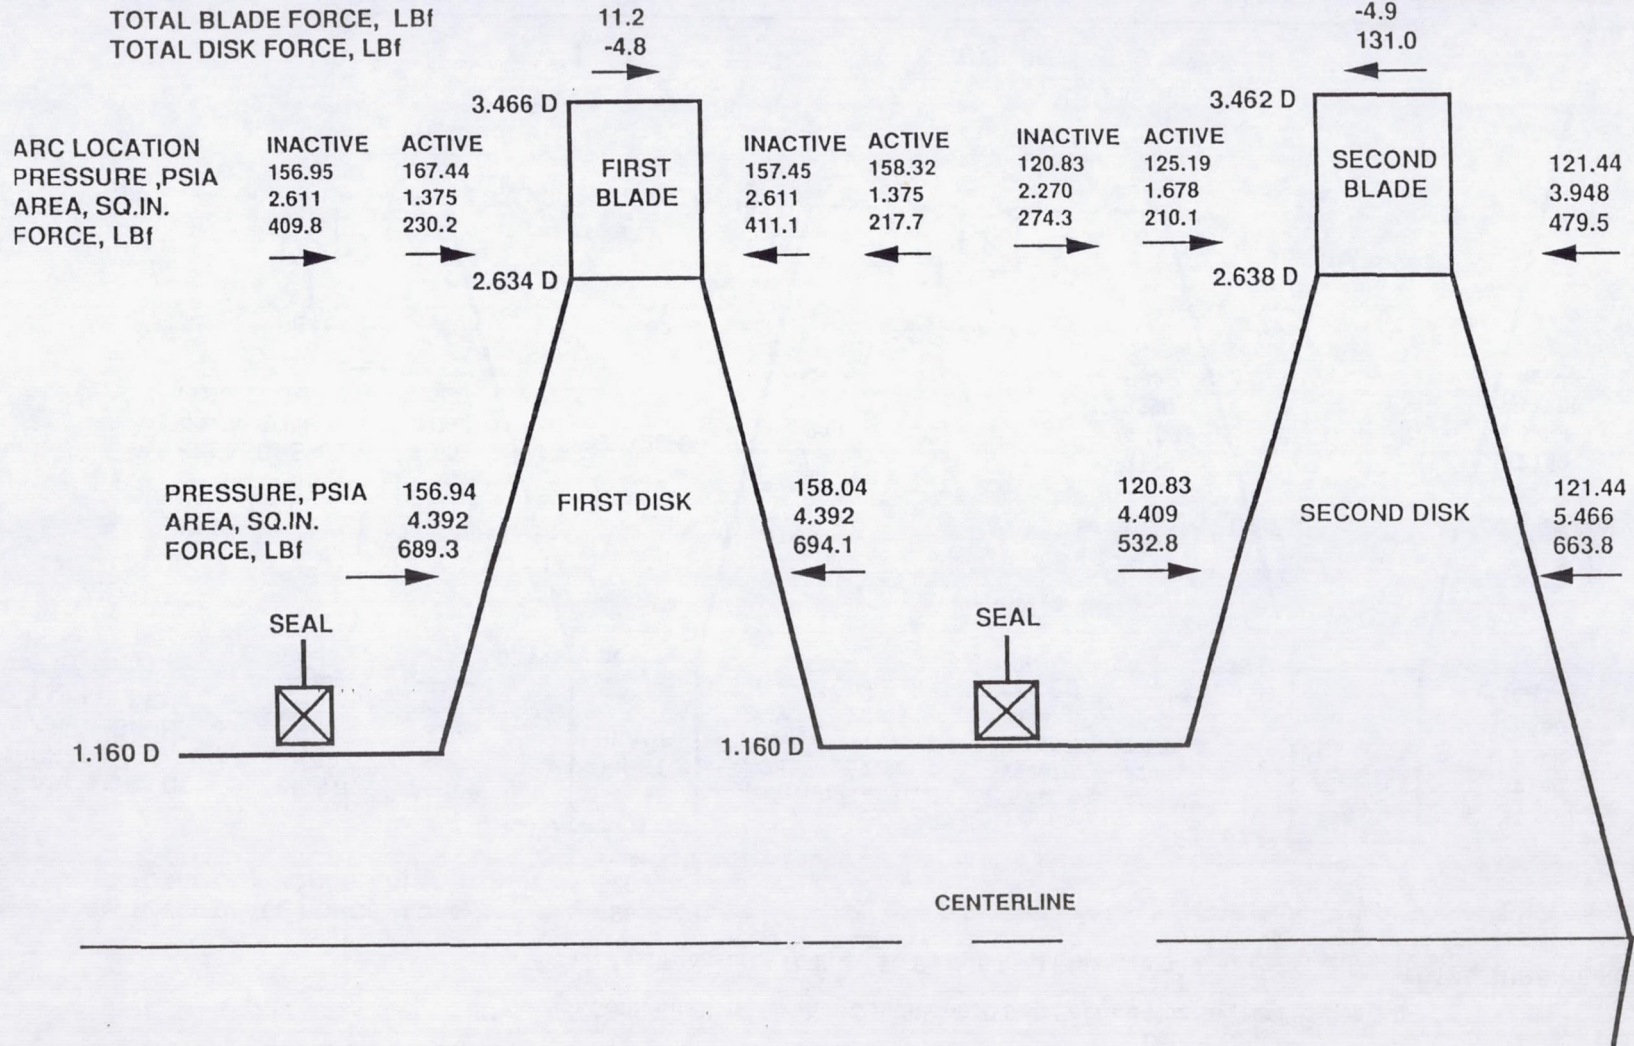 TOTAL BLADE FORCE, LBf 11.2 -4.9
TOTAL DISK FORCE, LBf -4.8 131.0
3.466 D 3.462 D
ARC LOCATION INACTIVE ACTIVE INACTIVE ACTIVE INACTIVE ACTIVE
PRESSURE ,PSIA 156.95 167.44 FIRST 157.45 158.32 120.83 125.19 SECOND 121.44
AREA, SQ.IN. 2.611 1.375 BLADE 2.611 1.375 2.270 1.678 BLADE 3.948
FORCE, LBf 409.8 230.2 411.1 217.7 274.3 210.1 479.5
2.634 D 2.638 D
PRESSURE, PSIA 156.94 158.04 120.83 121.44
AREA, SQ.IN. 4.392 FIRST DISK 4.392 4.409 SECOND DISK 5.466
FORCE, LBf 689.3 694.1 532.8 663.8
SEAL SEAL
1.160 D 1.160 D
CENTERLINE